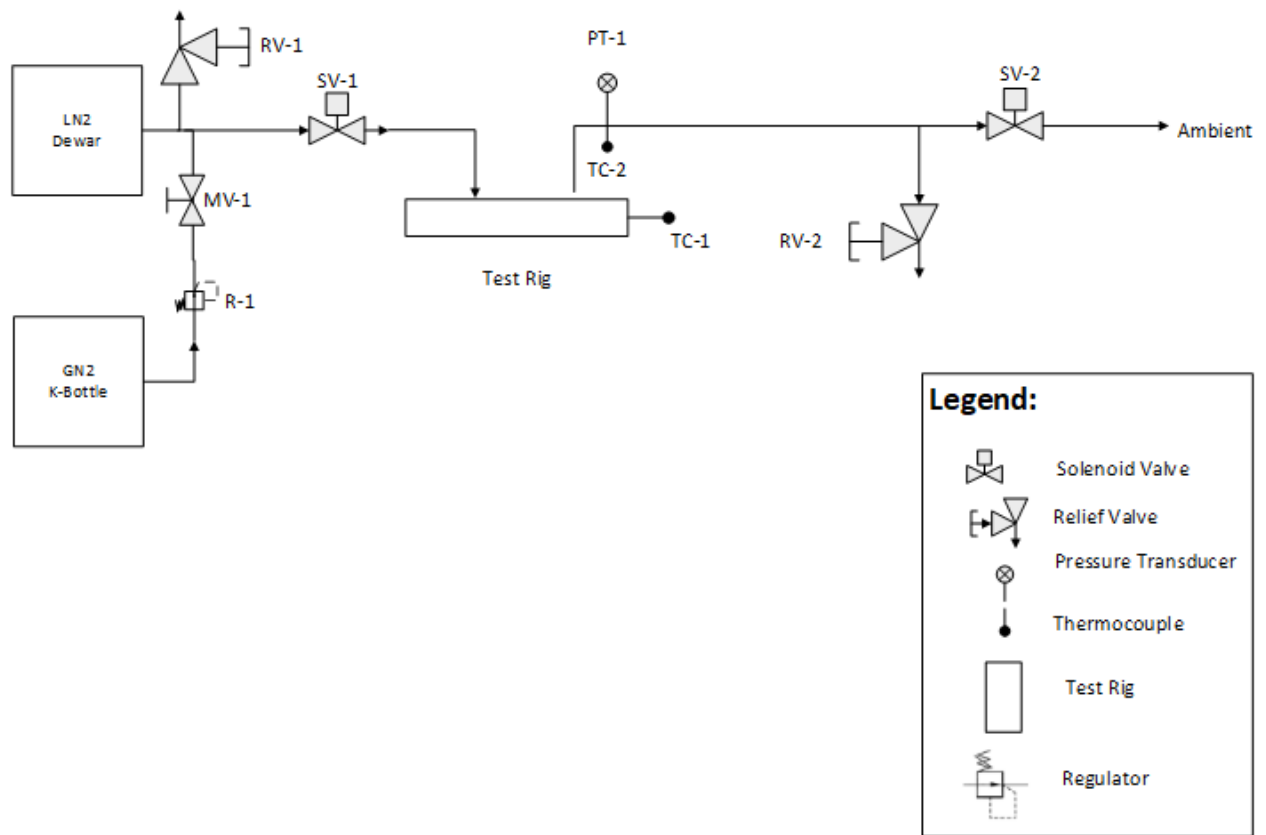 PT-1
RV-1
SV-1
SV-2
LN2
Dewar
Ambient
TC-2
MV-1
TC-1
RV-2
Test Rig
R-1
GN2
K-Bottle
Legend:
Solenoid Valve
Relief Valve
Pressure Transducer
Thermocouple
Test Rig
Regulator